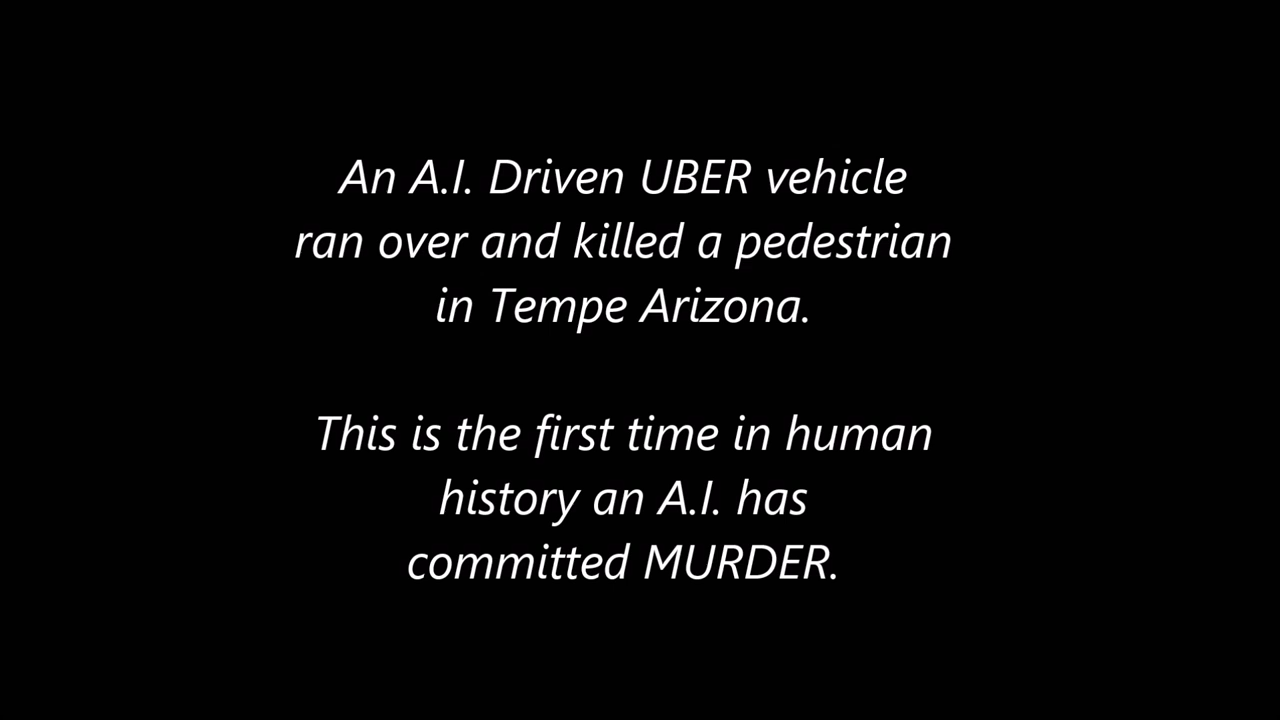 An A.I. Driven UBER vehicle
ran over and killed a pedestrian
in Tempe Arizona.
This is the first time in human
history an A.I. has
committed MURDER.